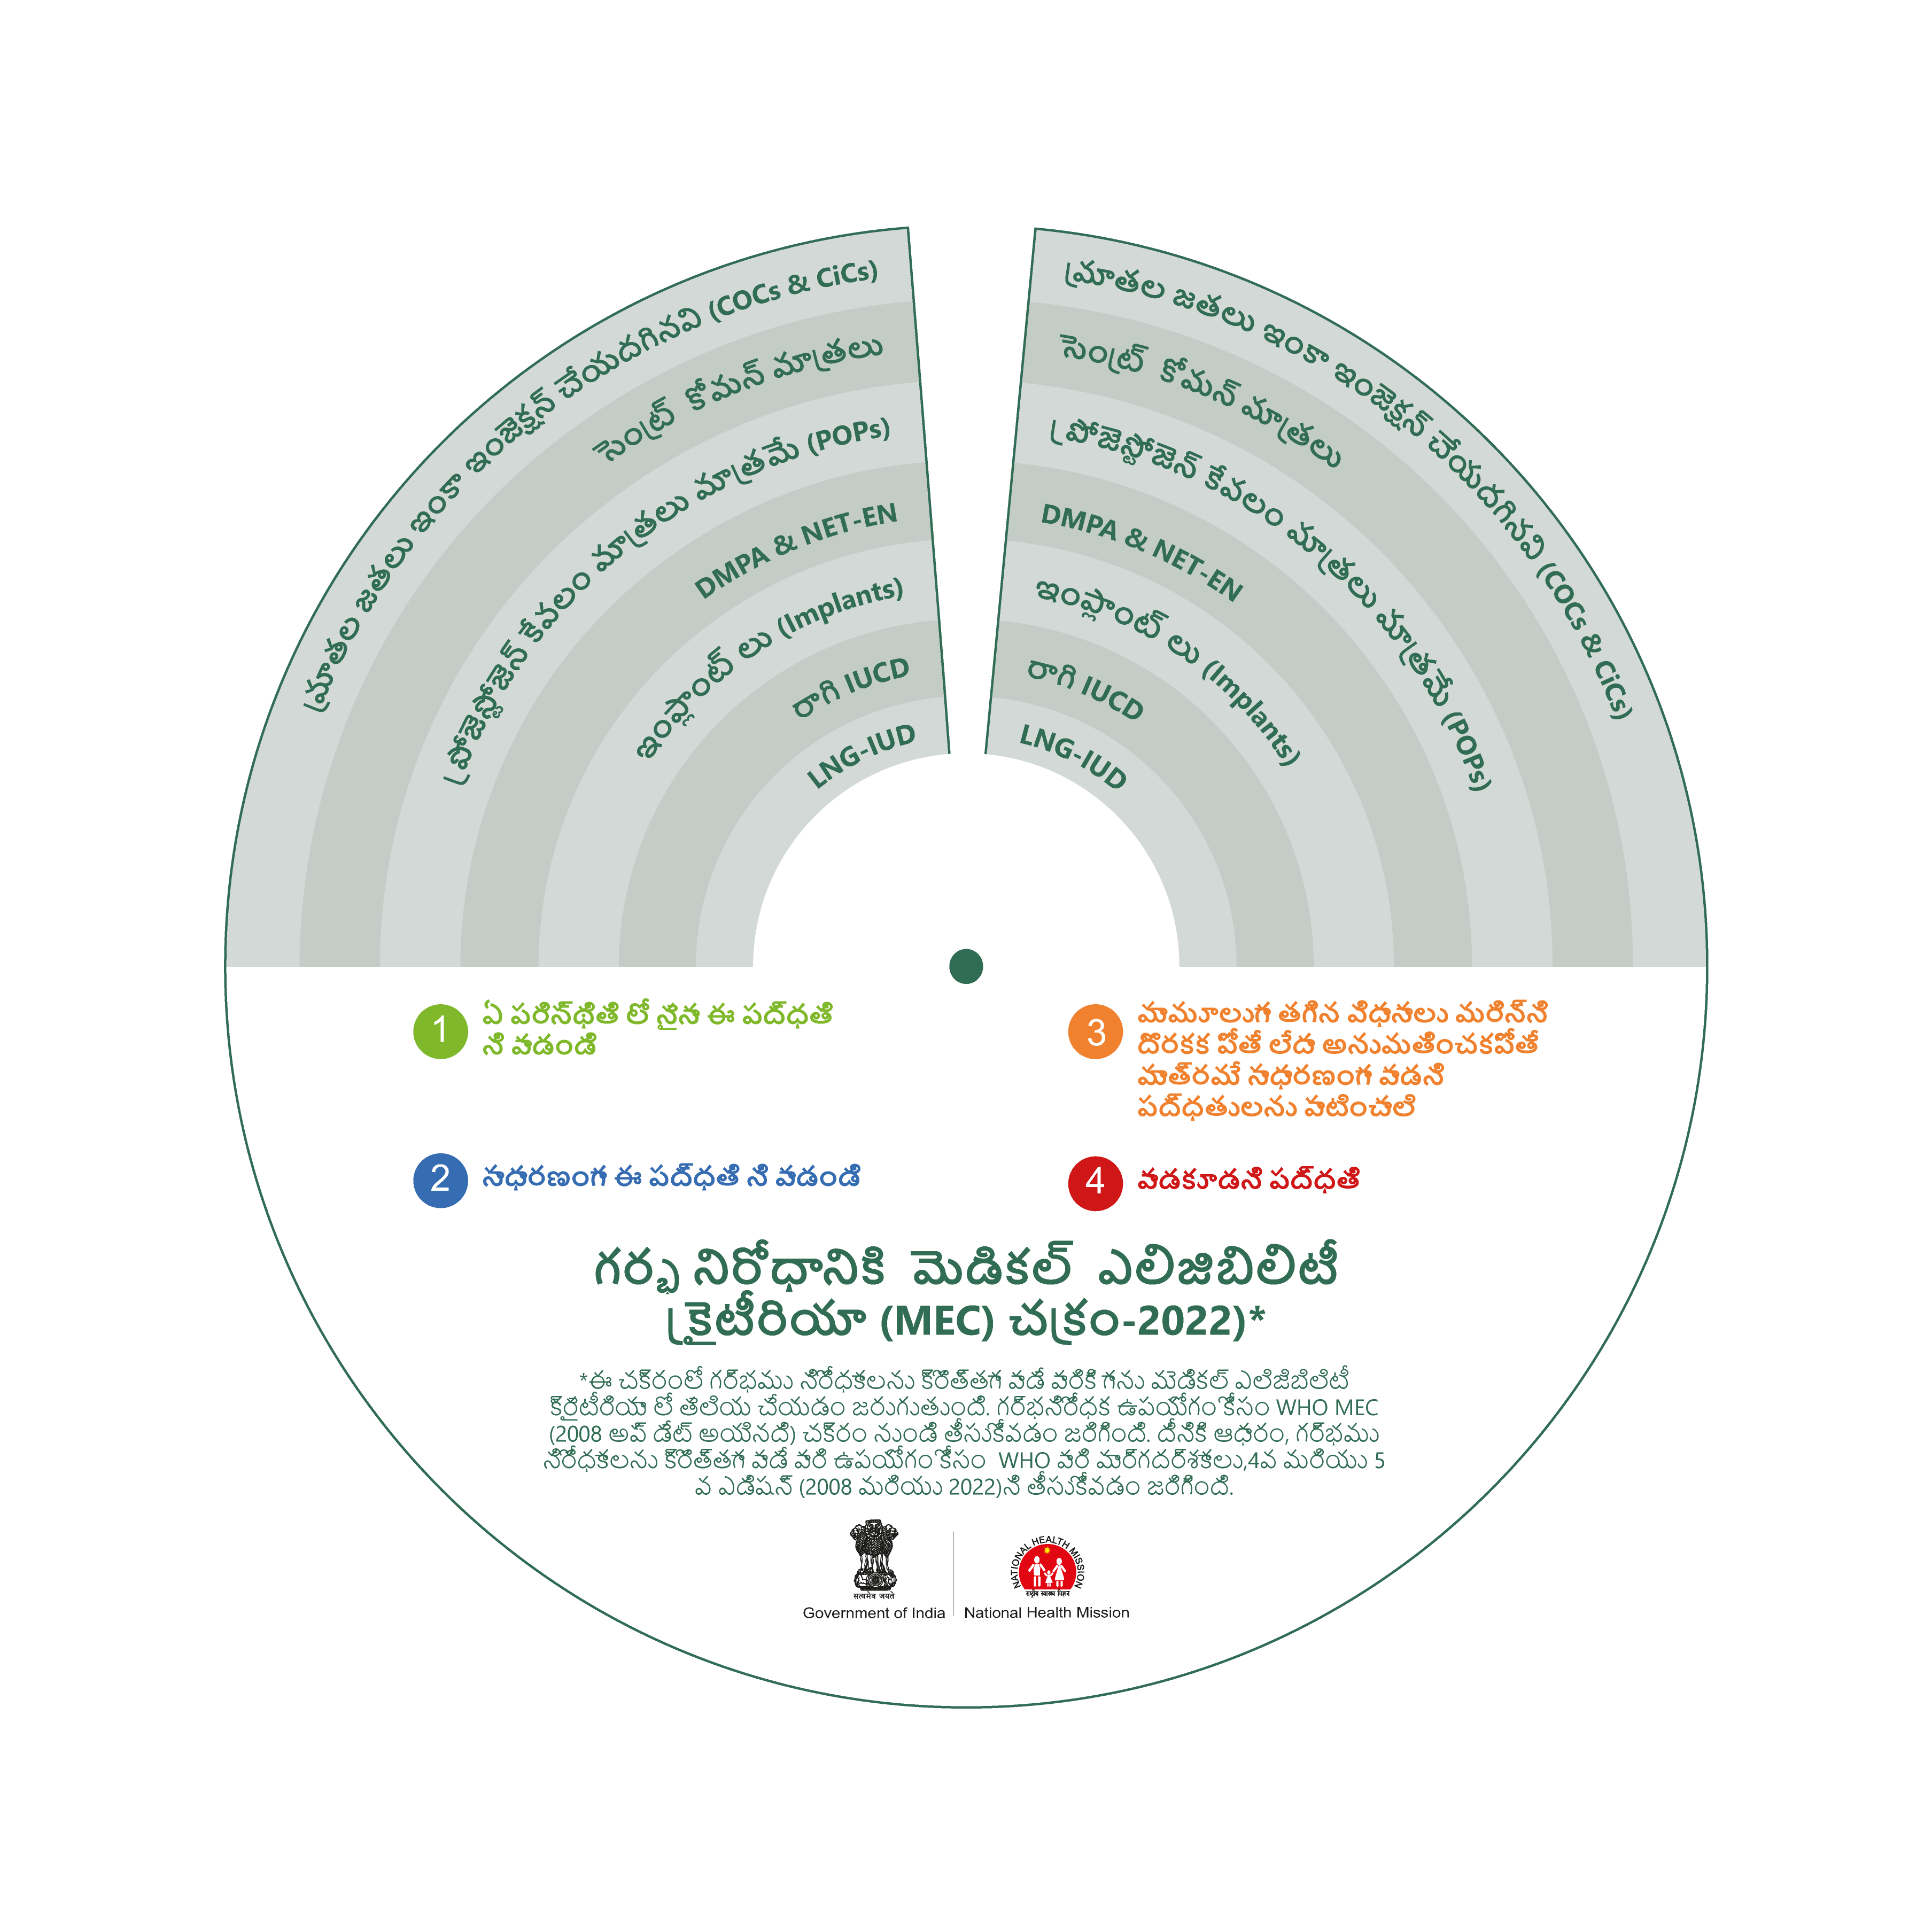 మ్రాతల జతలు ఇంకా ఇంజెక్షన్ చేయదగినవి (COCs & CiCs)
సెంట్ర్ కోమన్ మాత్రలు
ప్రోజెస్టోజెన్ కేవలం మాత్రలు మాత్రమే (POPs)
DMPA & NET-EN
ఇంప్లాంట్ లు (Implants)
రాగి IUCD
LNG-IUD
మ్రాతల జతలు ఇంకా ఇంజెక్షన్ చేయదగినవి (COCs & CiCs)
సెంట్ర్ కోమన్ మాత్రలు
ప్రోజెస్టోజెన్ కేవలం మాత్రలు మాత్రమే (POPs)
DMPA & NET-EN
ఇంప్లాంట్ లు (Implants)
రాగి IUCD
LNG-IUD
1 ఏ పరిస్థితి లో నైనా ఈ పద్ధతి
ని వాడండి
2 సాధారణంగా ఈ పద్ధతి ని వాడండి
3 మామూలుగా తగిన విధానాలు మరిన్ని
దొరకక పోతే లేదా అనుమతించకపోతే
మాత్రమే సాధారణంగా వాడని
పద్ధతులను పాటించాలి
4 వాడకూడని పద్ధతి
గర్భ నిరోధానికి మెడికల్ ఎలిజిబిలిటీ
క్రైటీరియా (MEC) చక్రం-2022)*
*ఈ చక్రంలో గర్భము నిరోధకాలను క్రొత్తగా వాడే వారికి గాను మెడికల్ ఎలిజిబిలిటీ
క్రైటీరియా లో తెలియ చేయడం జరుగుతుంది. గర్భనిరోధక ఉపయోగంకోసం WHO MEC
(2008 అప్ డేట్ అయినది) చక్రం నుండి తీసుకోవడం జరిగింది. దీనికి ఆధారం, గర్భము
నిరోధకాలను క్రొత్తగా వాడే వారి ఉపయోగంకోసం WHO వారి మార్గదర్శకాలు,4వ మరియు 5
వ ఎడిషన్ (2008 మరియు 2022)ని తీసుకోవడం జరిగింది.
सत्यमेव जयते
NATIONAL HEALTH MISSION
राष्ट्रीय स्वास्थ्य मिशन
Government of India
National Health Mission